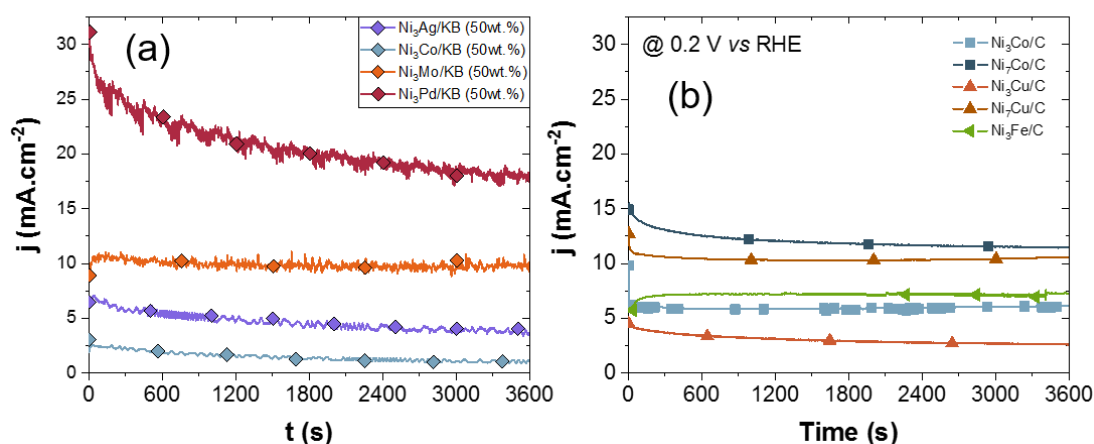 (a)
Ni₃Ag/KB (50wt.%)
Ni₃Co/KB (50wt.%)
Ni₃Mo/KB (50wt.%)
Ni₃Pd/KB (50wt.%)
j (mA.cm⁻²)
30
25
20
15
10
5
0
0 600 1200 1800 2400 3000 3600
t (s)
@ 0.2 V vs RHE
(b)
Ni₃Co/C
Ni₇Co/C
Ni₃Cu/C
Ni₇Cu/C
Ni₃Fe/C
j (mA.cm⁻²)
30
25
20
15
10
5
0
0 600 1200 1800 2400 3000 3600
Time (s)